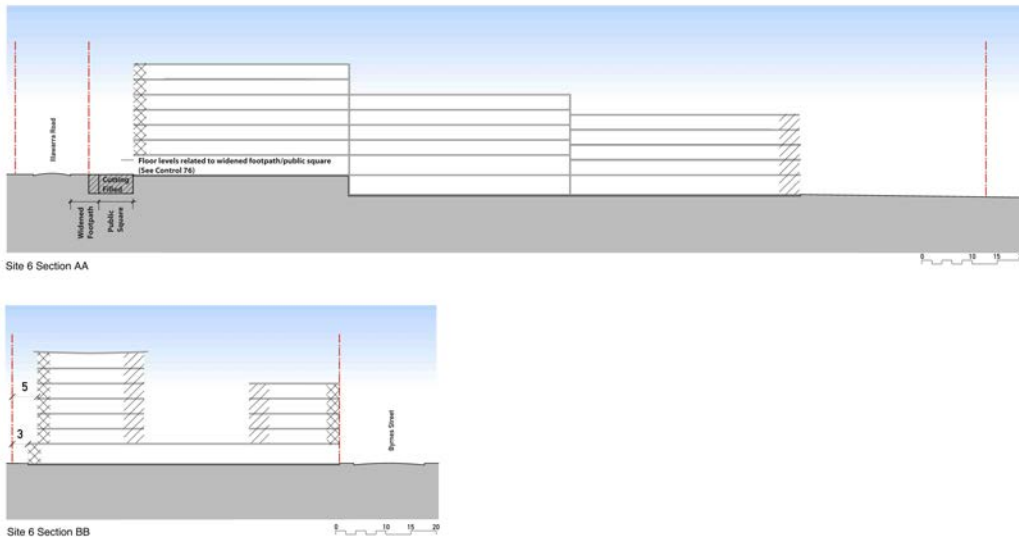 Illawarra Road
Floor levels related to widened footpath/public square
(See Control 76)
Cutting
Filled
Widened
Footpath
Public
Square
Site 6 Section AA
0 10 15
5
3
Byrnes Street
Site 6 Section BB
0 10 15 20